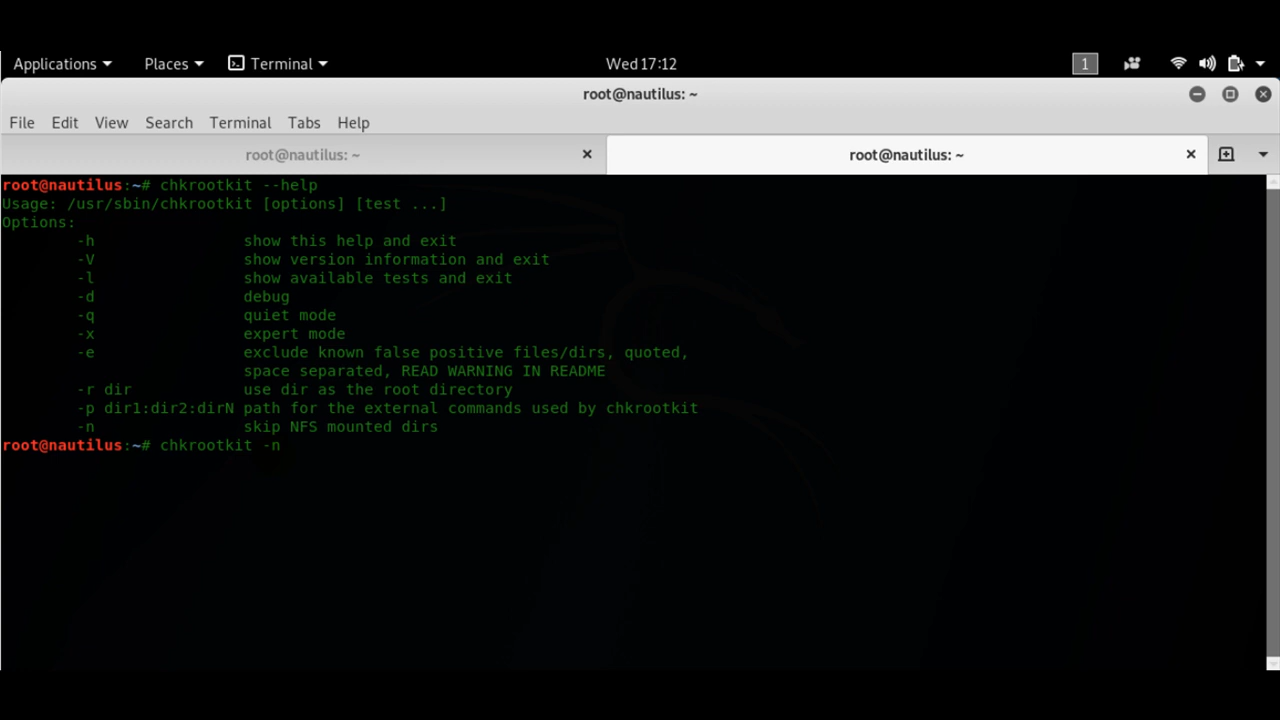 Applications Places Terminal Wed 17:12 1
root@nautilus: ~
File Edit View Search Terminal Tabs Help
root@nautilus: ~ root@nautilus: ~
root@nautilus:~# chkrootkit --help
Usage: /usr/sbin/chkrootkit [options] [test ...]
Options:
        -h                show this help and exit
        -V                show version information and exit
        -l                show available tests and exit
        -d                debug
        -q                quiet mode
        -x                expert mode
        -e                exclude known false positive files/dirs, quoted,
                          space separated, READ WARNING IN README
        -r dir            use dir as the root directory
        -p dir1:dir2:dirN path for the external commands used by chkrootkit
        -n                skip NFS mounted dirs
root@nautilus:~# chkrootkit -n